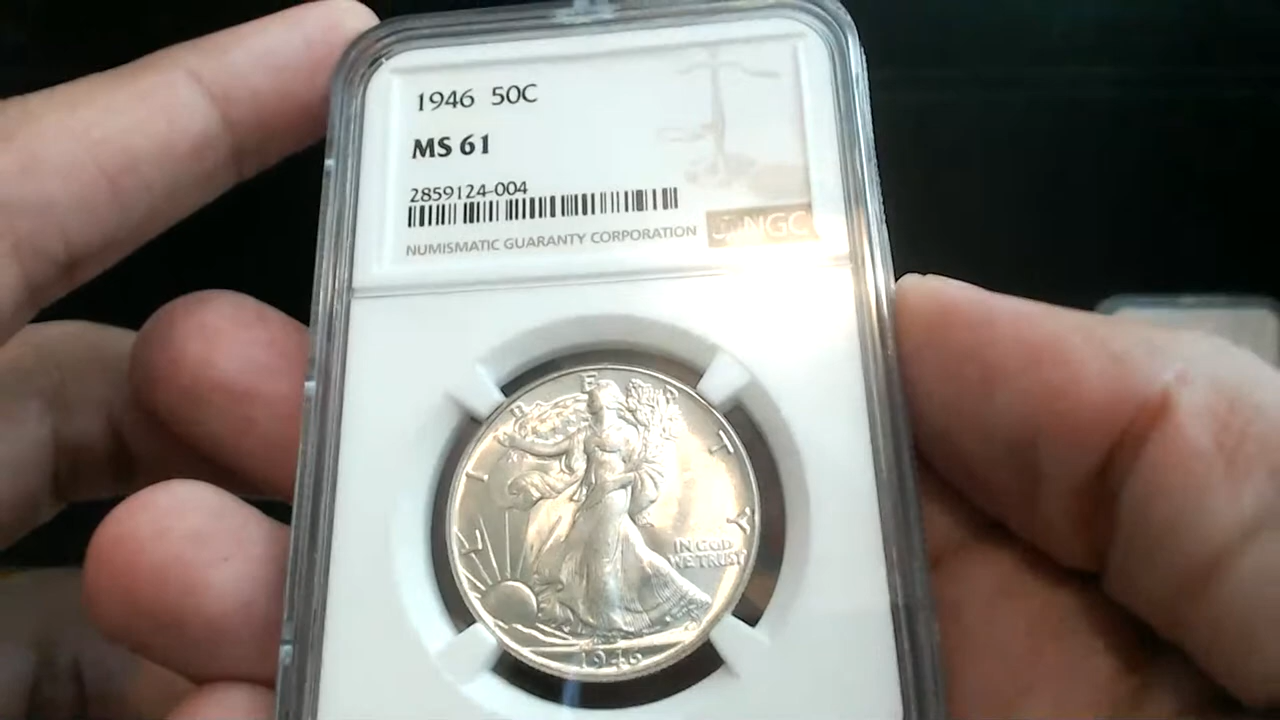 1946 50C
MS 61
2859124-004
NUMISMATIC GUARANTY CORPORATION
NGC
LIBERTY
IN GOD
WE TRUST
1946